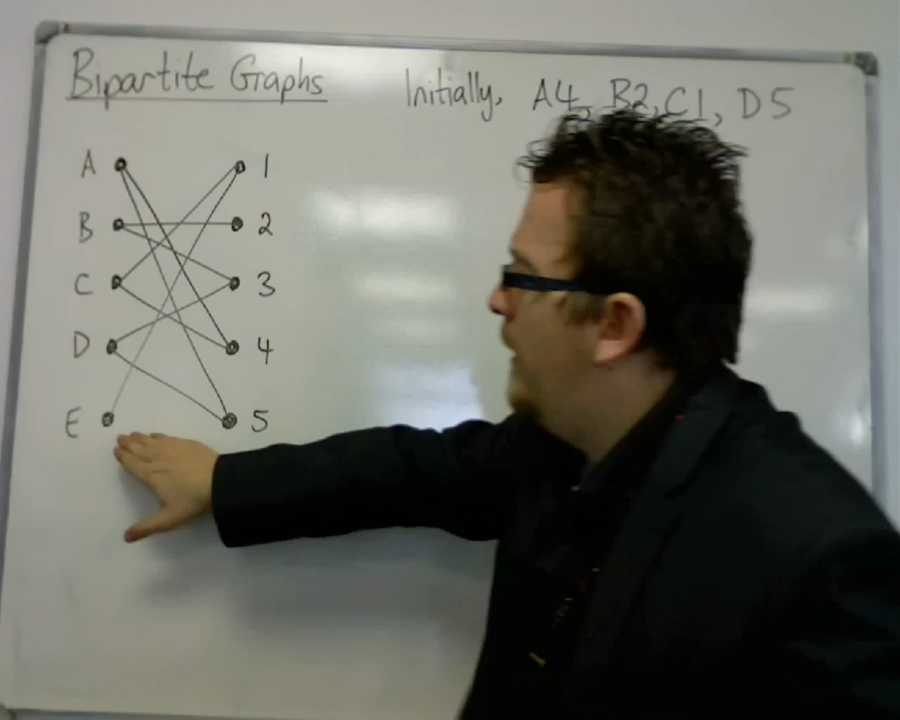 Bipartite Graphs
Initially, A4, B2, C1, D5
A 1
B 2
C 3
D 4
E 5